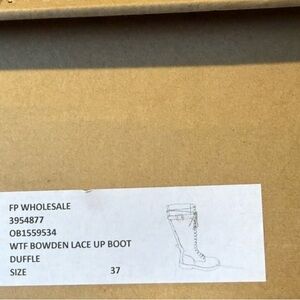 FP WHOLESALE
3954877
OB1559534
WTF BOWDEN LACE UP BOOT
DUFFLE
SIZE 37